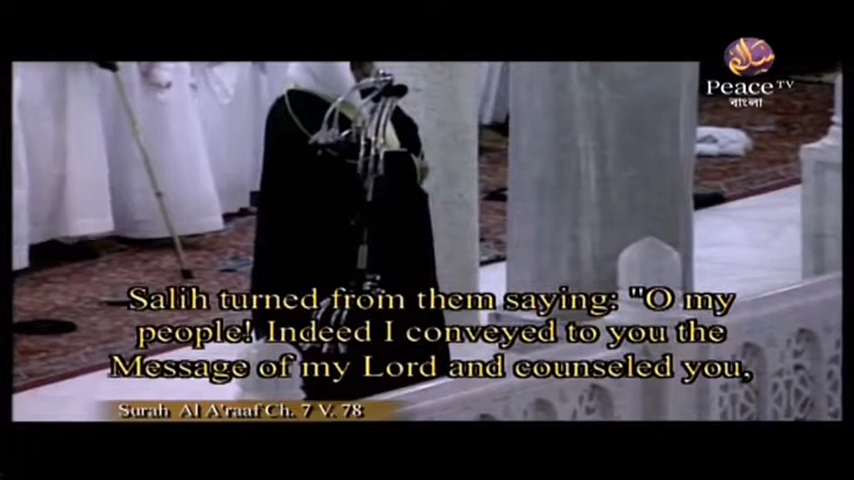 سلام
Peace TV
বাংলা
Salih turned from them saying: "O my
people! Indeed I conveyed to you the
Message of my Lord and counseled you,
Surah Al A'raaf Ch. 7 V. 78